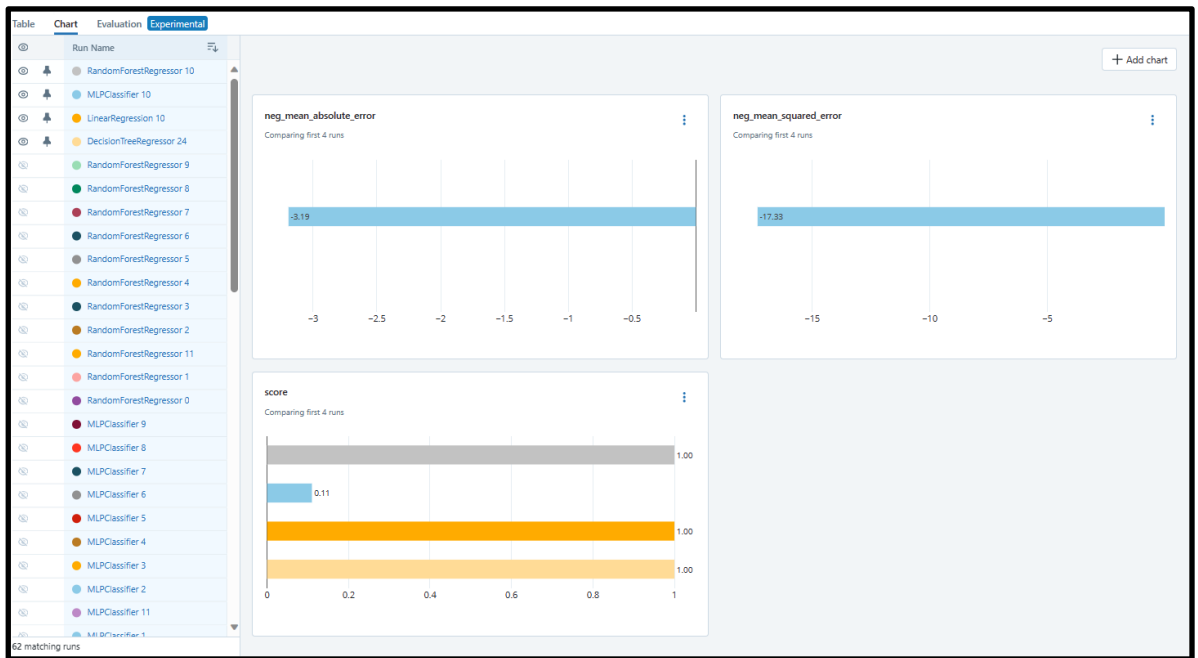 Table Chart Evaluation Experimental
Run Name
RandomForestRegressor 10
MLPClassifier 10
LinearRegression 10
DecisionTreeRegressor 24
RandomForestRegressor 9
RandomForestRegressor 8
RandomForestRegressor 7
RandomForestRegressor 6
RandomForestRegressor 5
RandomForestRegressor 4
RandomForestRegressor 3
RandomForestRegressor 2
RandomForestRegressor 11
RandomForestRegressor 1
RandomForestRegressor 0
MLPClassifier 9
MLPClassifier 8
MLPClassifier 7
MLPClassifier 6
MLPClassifier 5
MLPClassifier 4
MLPClassifier 3
MLPClassifier 2
MLPClassifier 11
MLPClassifier 1
62 matching runs
+ Add chart
neg_mean_absolute_error
Comparing first 4 runs
-3.19
−3 −2.5 −2 −1.5 −1 −0.5
neg_mean_squared_error
Comparing first 4 runs
-17.33
−15 −10 −5
score
Comparing first 4 runs
1.00
0.11
1.00
1.00
0 0.2 0.4 0.6 0.8 1